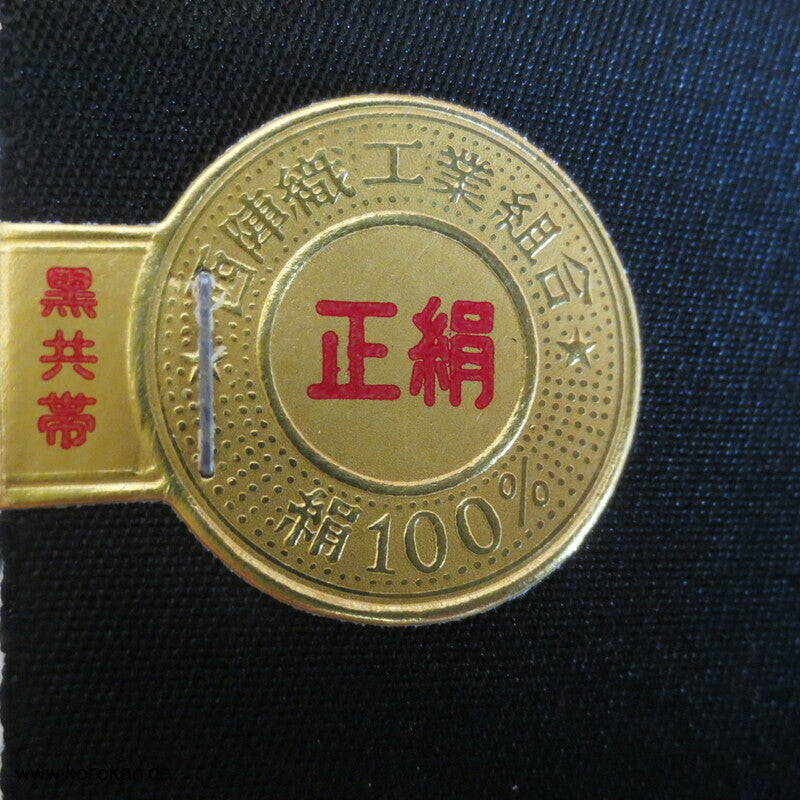 西陣織工業組合
黒共帯
正絹
絹100%
www.korokan.de